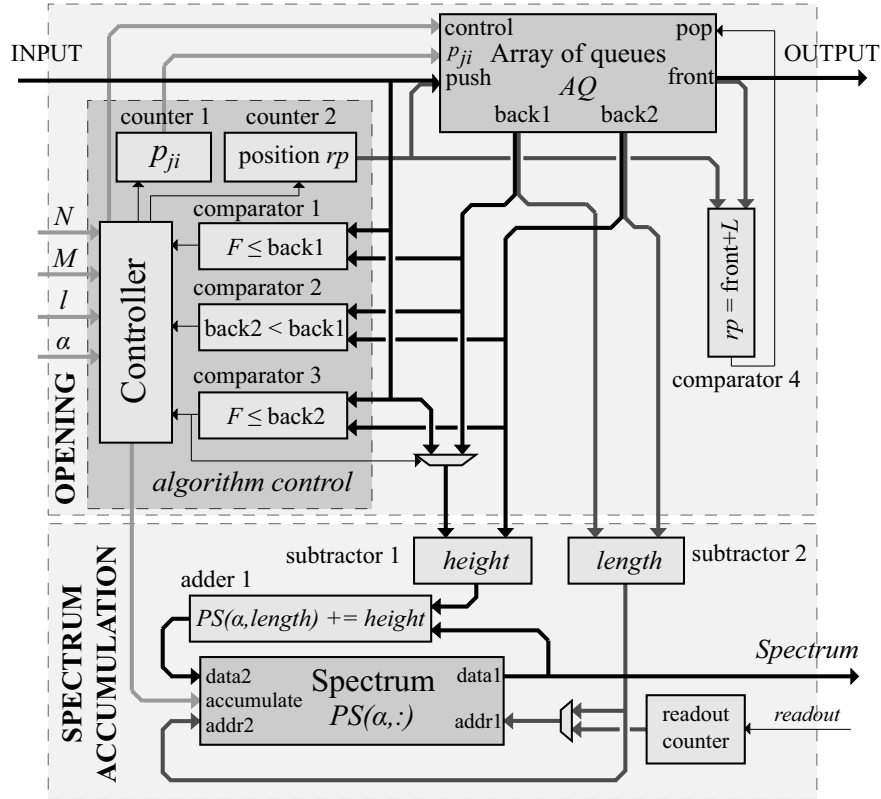 INPUT
control
p_ji
push
Array of queues
AQ
pop
front
back1
back2
OUTPUT
counter 1
p_ji
counter 2
position rp
N
M
l
α
Controller
comparator 1
F ≤ back1
comparator 2
back2 < back1
comparator 3
F ≤ back2
algorithm control
rp = front+L
comparator 4
OPENING
subtractor 1
height
length
subtractor 2
adder 1
PS(α,length) += height
data2
accumulate
addr2
Spectrum
PS(α,:)
data1
addr1
Spectrum
readout
counter
readout
SPECTRUM
ACCUMULATION